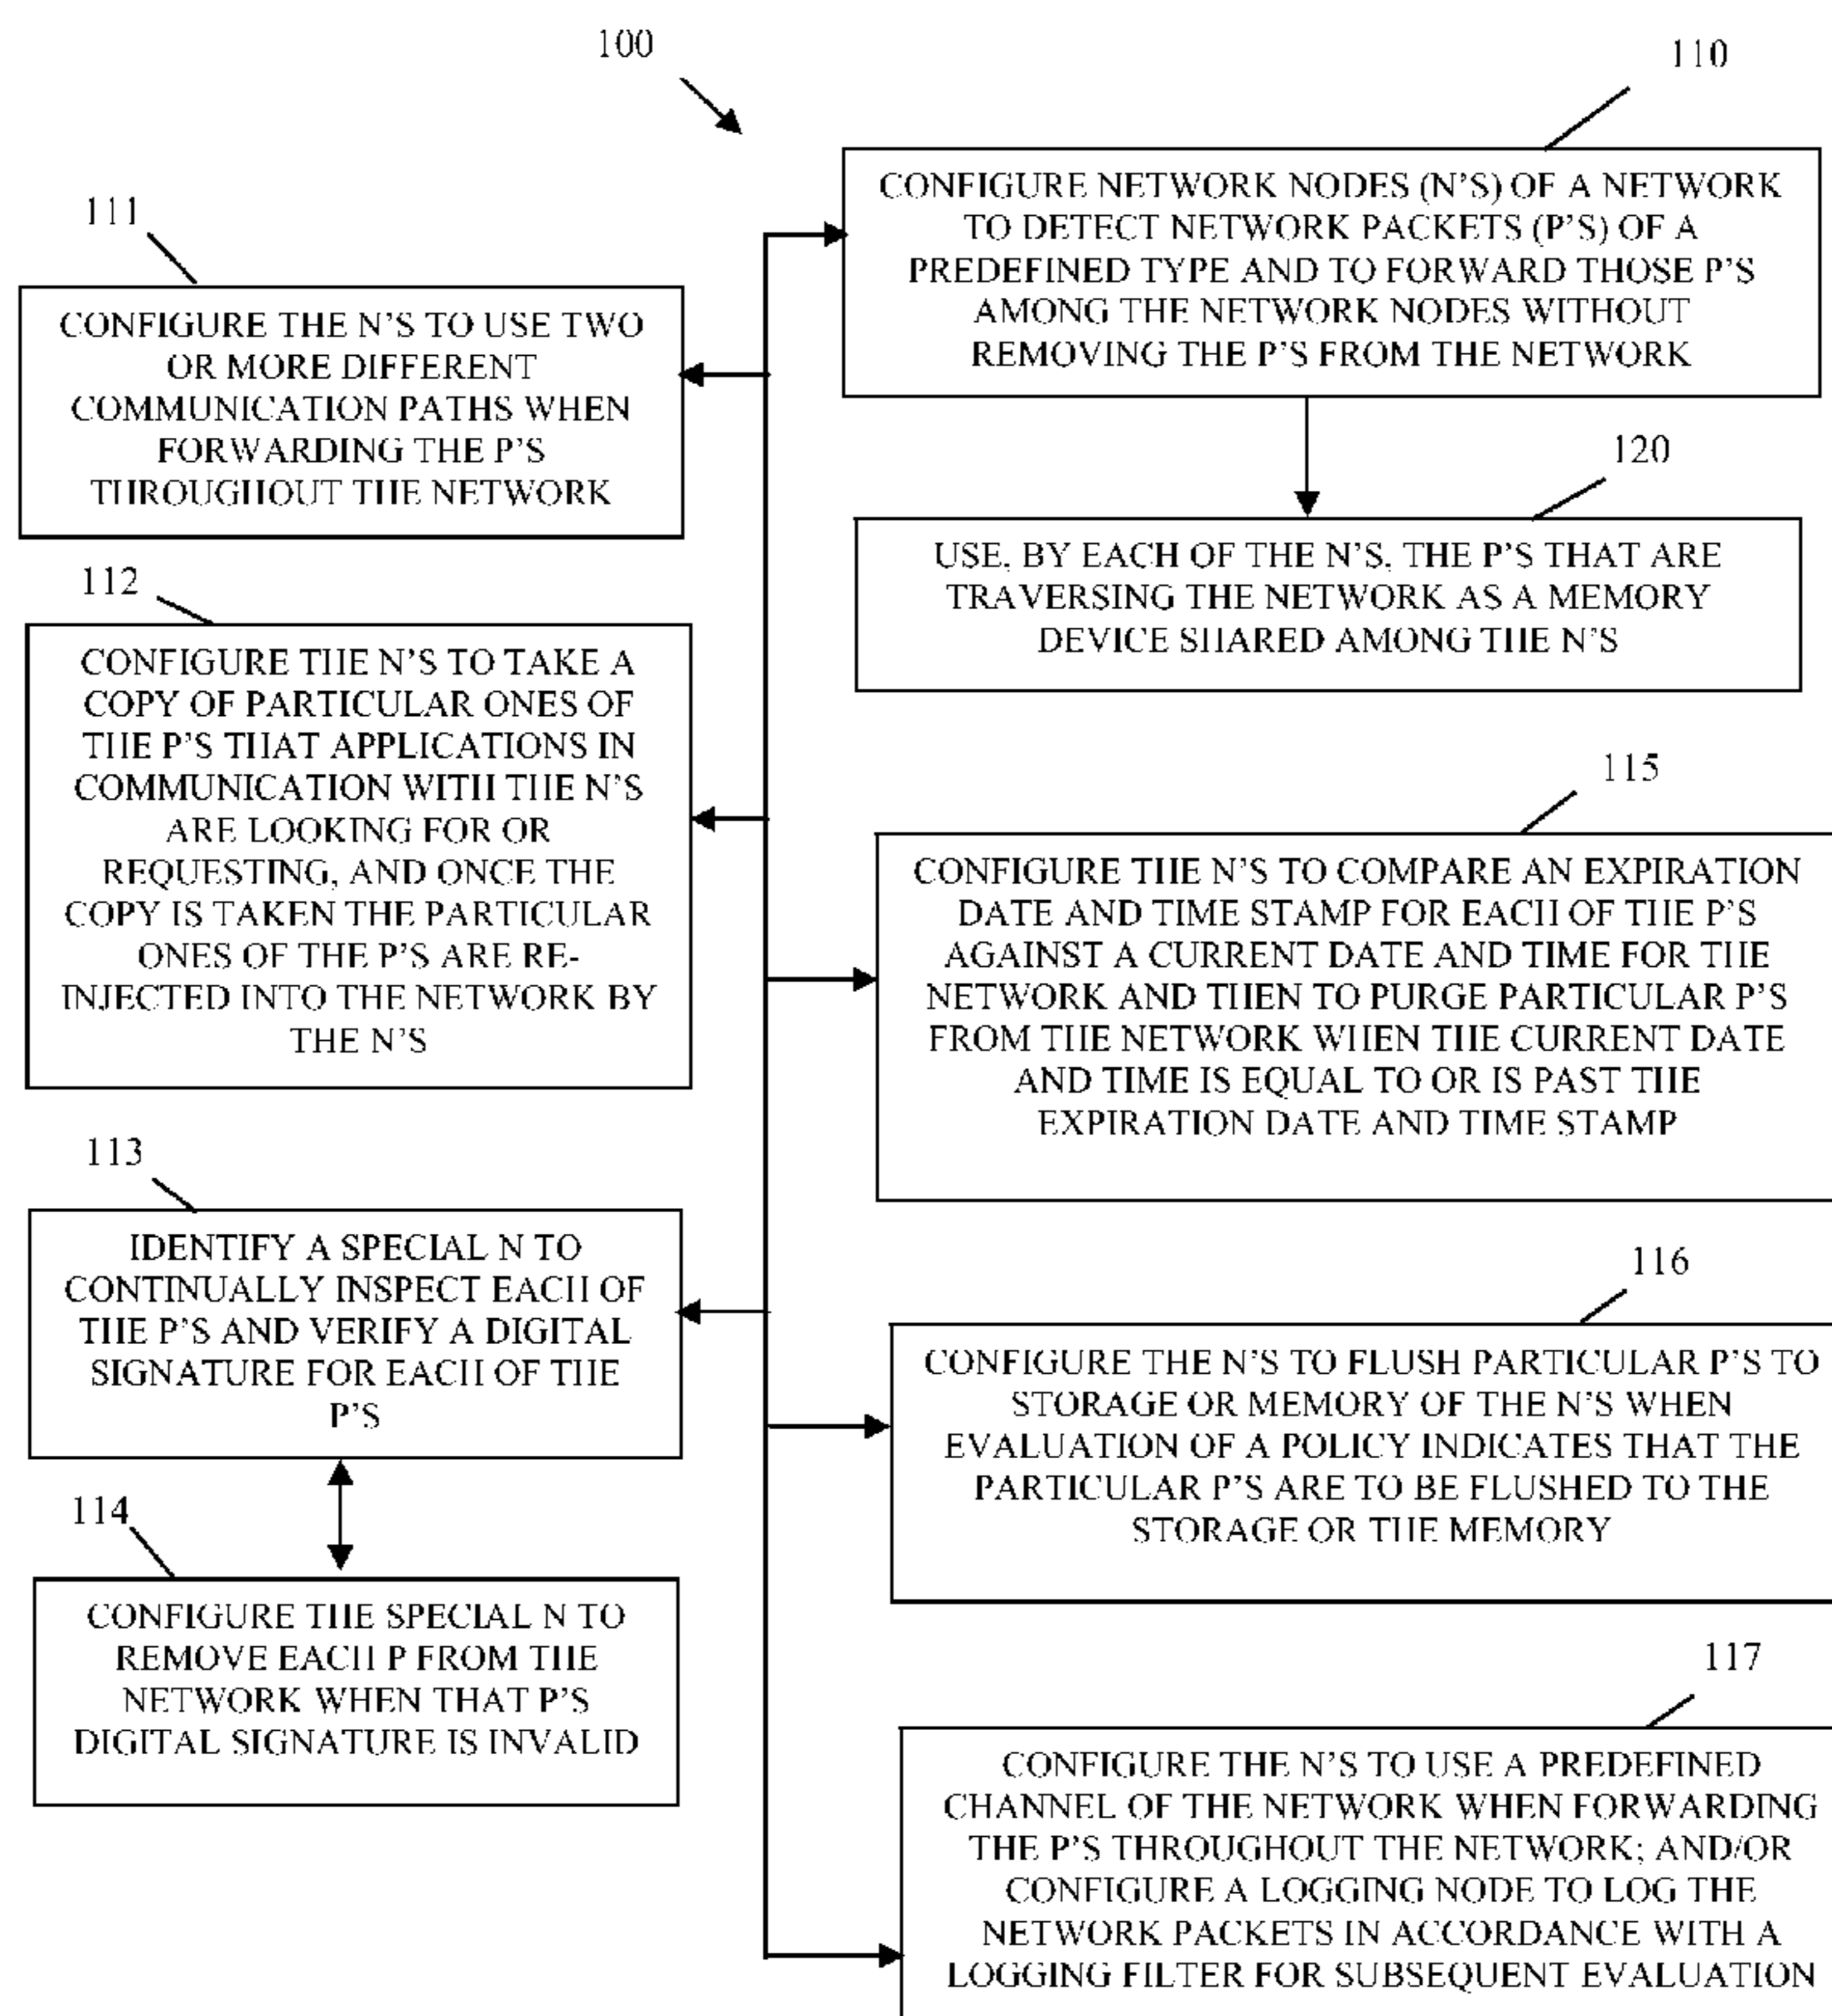 100
110
CONFIGURE NETWORK NODES (N'S) OF A NETWORK
TO DETECT NETWORK PACKETS (P'S) OF A
PREDEFINED TYPE AND TO FORWARD THOSE P'S
AMONG THE NETWORK NODES WITHOUT
REMOVING THE P'S FROM THE NETWORK
111
CONFIGURE THE N'S TO USE TWO
OR MORE DIFFERENT
COMMUNICATION PATHS WHEN
FORWARDING THE P'S
THROUGHOUT THE NETWORK
120
USE, BY EACH OF THE N'S, THE P'S THAT ARE
TRAVERSING THE NETWORK AS A MEMORY
DEVICE SHARED AMONG THE N'S
112
CONFIGURE THE N'S TO TAKE A
COPY OF PARTICULAR ONES OF
THE P'S THAT APPLICATIONS IN
COMMUNICATION WITH THE N'S
ARE LOOKING FOR OR
REQUESTING, AND ONCE THE
COPY IS TAKEN THE PARTICULAR
ONES OF THE P'S ARE RE-
INJECTED INTO THE NETWORK BY
THE N'S
115
CONFIGURE THE N'S TO COMPARE AN EXPIRATION
DATE AND TIME STAMP FOR EACH OF THE P'S
AGAINST A CURRENT DATE AND TIME FOR THE
NETWORK AND THEN TO PURGE PARTICULAR P'S
FROM THE NETWORK WHEN THE CURRENT DATE
AND TIME IS EQUAL TO OR IS PAST THE
EXPIRATION DATE AND TIME STAMP
113
IDENTIFY A SPECIAL N TO
CONTINUALLY INSPECT EACH OF
THE P'S AND VERIFY A DIGITAL
SIGNATURE FOR EACH OF THE
P'S
116
CONFIGURE THE N'S TO FLUSH PARTICULAR P'S TO
STORAGE OR MEMORY OF THE N'S WHEN
EVALUATION OF A POLICY INDICATES THAT THE
PARTICULAR P'S ARE TO BE FLUSHED TO THE
STORAGE OR THE MEMORY
114
CONFIGURE THE SPECIAL N TO
REMOVE EACH P FROM THE
NETWORK WHEN THAT P'S
DIGITAL SIGNATURE IS INVALID
117
CONFIGURE THE N'S TO USE A PREDEFINED
CHANNEL OF THE NETWORK WHEN FORWARDING
THE P'S THROUGHOUT THE NETWORK; AND/OR
CONFIGURE A LOGGING NODE TO LOG THE
NETWORK PACKETS IN ACCORDANCE WITH A
LOGGING FILTER FOR SUBSEQUENT EVALUATION